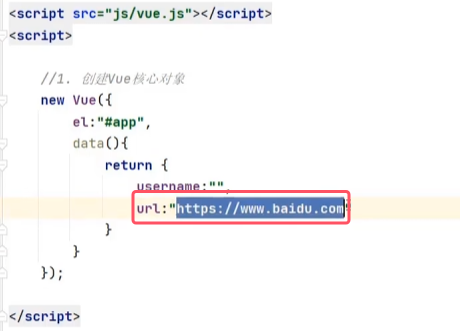 <script src="js/vue.js"></script>
<script>
//1. 创建Vue核心对象
new Vue({
el:"#app",
data(){
return {
username:"",
url:"https://www.baidu.com"
}
}
});
</script>